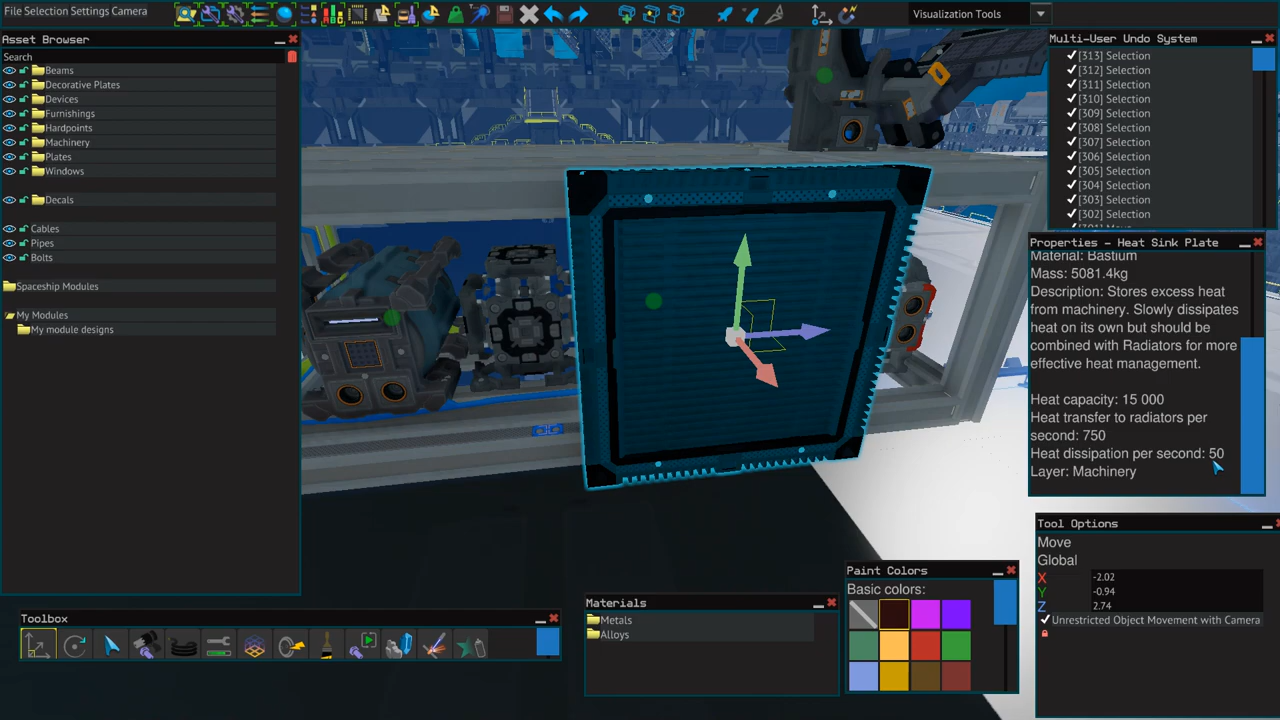 File Selection Settings Camera
Visualization Tools
Asset Browser
Search
Beams
Decorative Plates
Devices
Furnishings
Hardpoints
Machinery
Plates
Windows
Decals
Cables
Pipes
Bolts
Spaceship Modules
My Modules
My module designs
Multi-User Undo System
[313] Selection
[312] Selection
[311] Selection
[310] Selection
[309] Selection
[308] Selection
[307] Selection
[306] Selection
[305] Selection
[304] Selection
[303] Selection
[302] Selection
Properties - Heat Sink Plate
Material: Bastium
Mass: 5081.4kg
Description: Stores excess heat
from machinery. Slowly dissipates
heat on its own but should be
combined with Radiators for more
effective heat management.
Heat capacity: 15 000
Heat transfer to radiators per
second: 750
Heat dissipation per second: 50
Layer: Machinery
Tool Options
Move
Global
X -2.02
Y -0.94
Z 2.74
Unrestricted Object Movement with Camera
Paint Colors
Basic colors:
Materials
Metals
Alloys
Toolbox